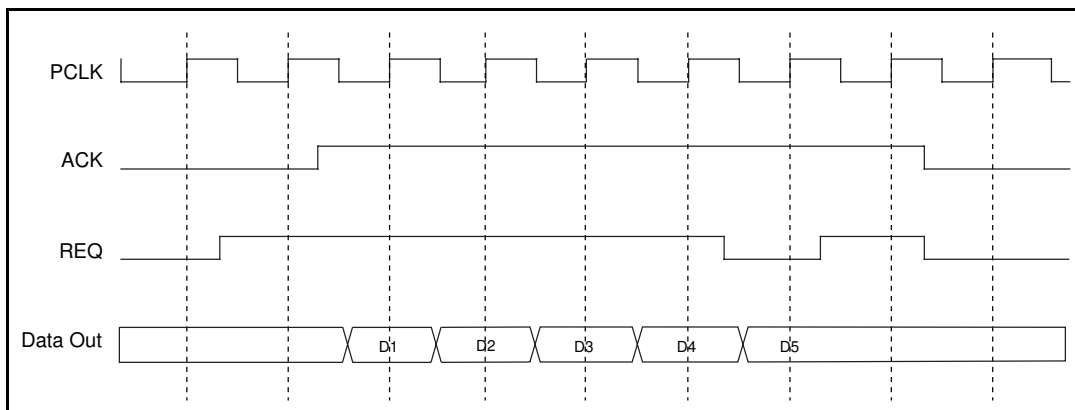 PCLK
ACK
REQ
Data Out
D1
D2
D3
D4
D5